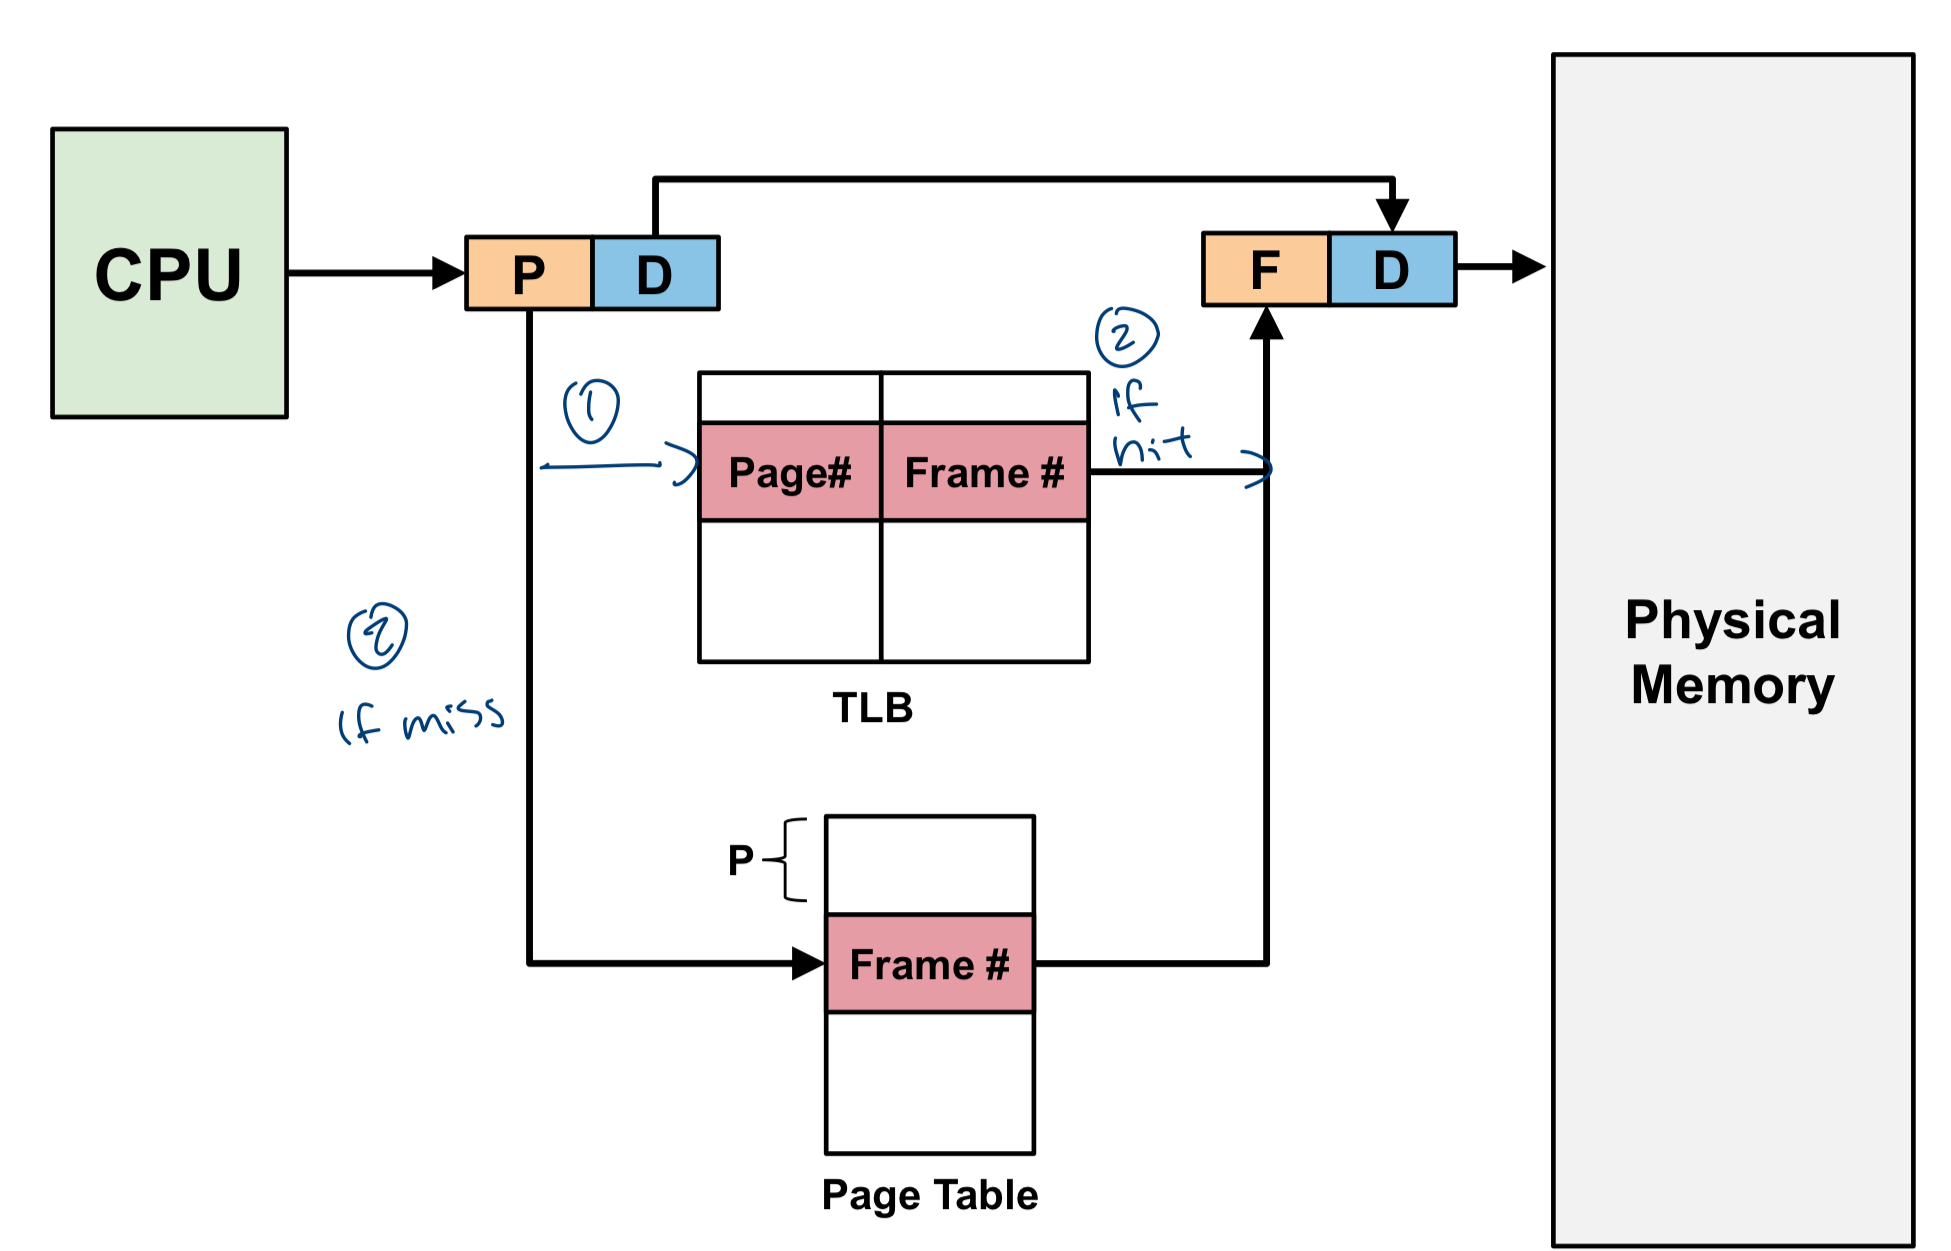 CPU
P D
F D
②
①
if
hit
Page# Frame #
②
if miss
TLB
Physical
Memory
P
Frame #
Page Table